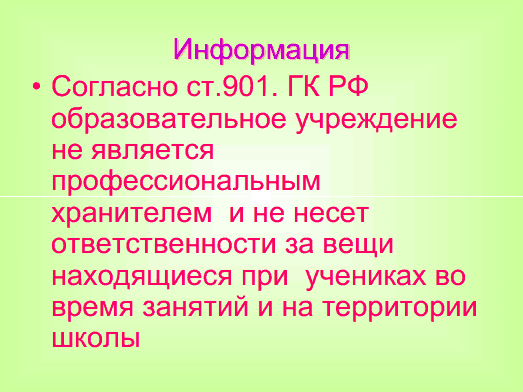 Информация
• Согласно ст.901. ГК РФ
образовательное учреждение
не является
профессиональным
хранителем и не несет
ответственности за вещи
находящиеся при учениках во
время занятий и на территории
школы